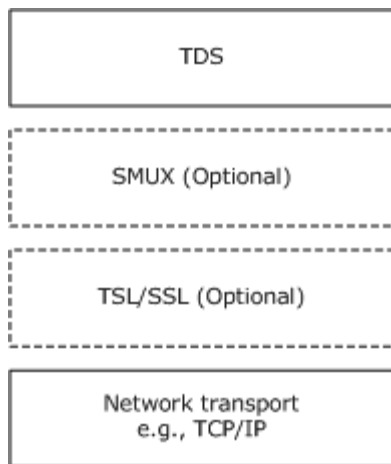 TDS
SMUX (Optional)
TSL/SSL (Optional)
Network transport
e.g., TCP/IP